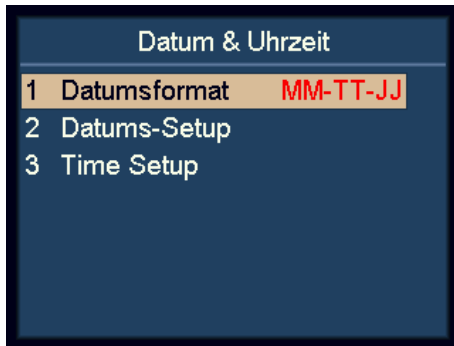 Datum & Uhrzeit
1 Datumsformat MM-TT-JJ
2 Datums-Setup
3 Time Setup